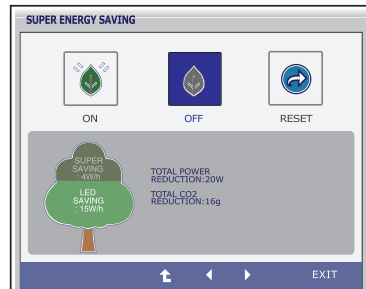 SUPER ENERGY SAVING
ON
OFF
RESET
SUPER
SAVING
: 4W/h
LED
SAVING
: 15W/h
TOTAL POWER
REDUCTION:20W
TOTAL CO2
REDUCTION:16g
EXIT